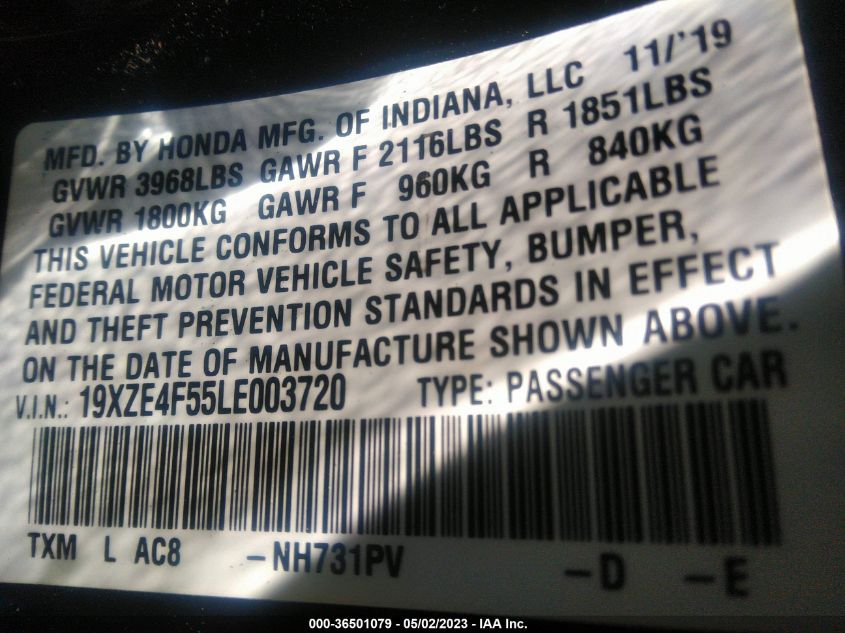 MFD. BY HONDA MFG. OF INDIANA, LLC 11/'19
GVWR 3968LBS GAWR F 2116LBS R 1851LBS
GVWR 1800KG GAWR F 960KG R 840KG
THIS VEHICLE CONFORMS TO ALL APPLICABLE
FEDERAL MOTOR VEHICLE SAFETY, BUMPER,
AND THEFT PREVENTION STANDARDS IN EFFECT
ON THE DATE OF MANUFACTURE SHOWN ABOVE.
V.I.N.: 19XZE4F55LE003720 TYPE: PASSENGER CAR
TXM L AC8 -NH731PV -D -E
000-36501079 - 05/02/2023 - IAA Inc.